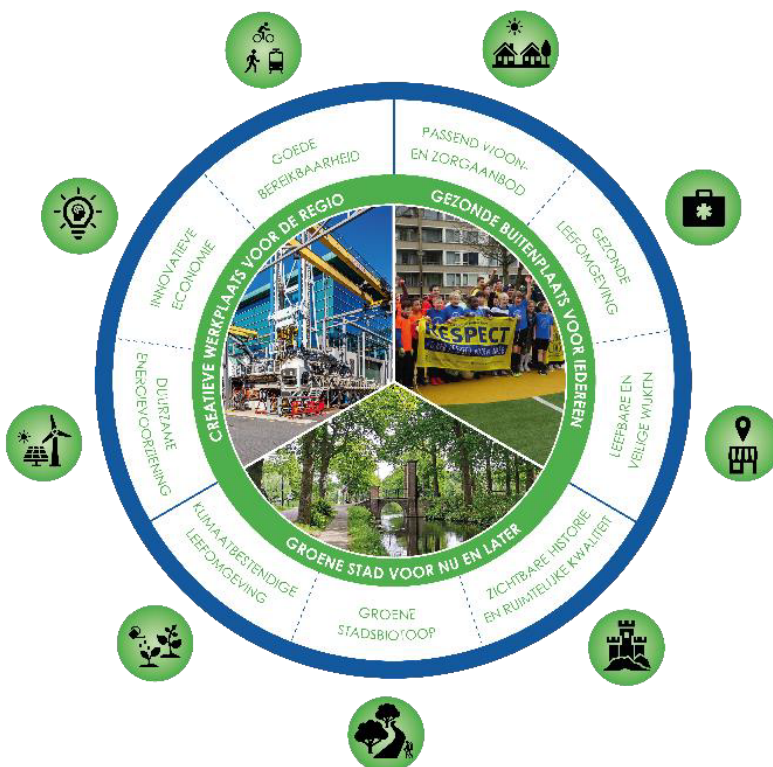 GOEDE
BEREIKBAARHEID
PASSEND WOON-
EN ZORGAANBOD
GEZONDE
LEEFOMGEVING
LEEFBARE EN
VEILIGE WIJKEN
ZICHTBARE HISTORIE
EN RUIMTELIJKE KWALITEIT
GROENE
STADSBIOTOOP
KLIMAATBESTENDIGE
LEEFOMGEVING
DUURZAME
ENERGIEVOORZIENING
INNOVATIEVE
ECONOMIE
CREATIEVE WERKPLAATS VOOR DE REGIO
GEZONDE BUITENPLAATS VOOR IEDEREEN
GROENE STAD VOOR NU EN LATER
RESPECT